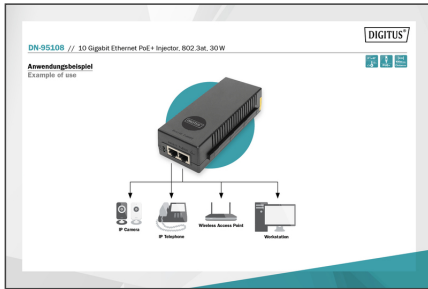 DIGITUS®
DN-95108 // 10 Gigabit Ethernet PoE+ Injector, 802.3at, 30 W
Anwendungsbeispiel
Example of use
DIGITUS
IP Camera
IP Telephone
Wireless Access Point
Workstation